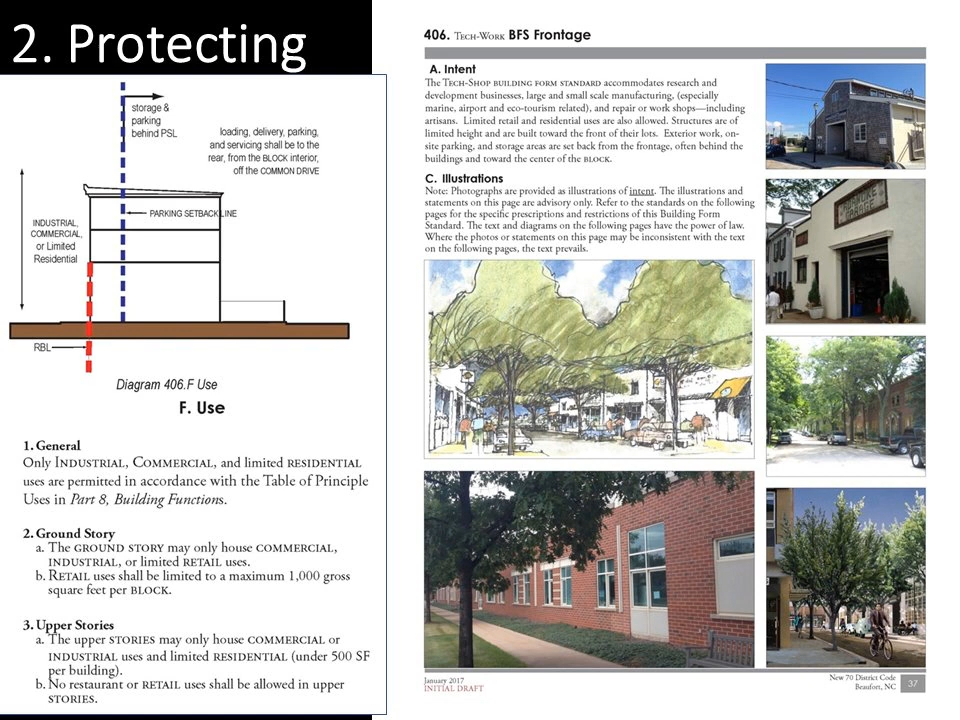 2. Protecting
storage &
parking
behind PSL
loading, delivery, parking,
and servicing shall be to the
rear, from the BLOCK interior,
off the COMMON DRIVE
PARKING SETBACK LINE
INDUSTRIAL,
COMMERCIAL,
or Limited
Residential
RBL
Diagram 406.F Use
F. Use
1. General
Only INDUSTRIAL, COMMERCIAL, and limited RESIDENTIAL
uses are permitted in accordance with the Table of Principle
Uses in Part 8, Building Functions.
2. Ground Story
a. The GROUND STORY may only house COMMERCIAL,
INDUSTRIAL, or limited RETAIL uses.
b. RETAIL uses shall be limited to a maximum 1,000 gross
square feet per BLOCK.
3. Upper Stories
a. The upper STORIES may only house COMMERCIAL or
INDUSTRIAL uses and limited RESIDENTIAL (under 500 SF
per building).
b. No restaurant or RETAIL uses shall be allowed in upper
STORIES.
406. TECH-WORK BFS Frontage
A. Intent
The TECH-SHOP BUILDING FORM STANDARD accommodates research and
development businesses, large and small scale manufacturing, (especially
marine, airport and eco-tourism related), and repair or work shops—including
artisans. Limited retail and residential uses are also allowed. Structures are of
limited height and are built toward the front of their lots. Exterior work, on-
site parking, and storage areas are set back from the frontage, often behind the
buildings and toward the center of the BLOCK.
C. Illustrations
Note: Photographs are provided as illustrations of intent. The illustrations and
statements on this page are advisory only. Refer to the standards on the following
pages for the specific prescriptions and restrictions of this Building Form
Standard. The text and diagrams on the following pages have the power of law.
Where the photos or statements on this page may be inconsistent with the text
on the following pages, the text prevails.
January 2017
INITIAL DRAFT
New 70 District Code
Beaufort, NC
37